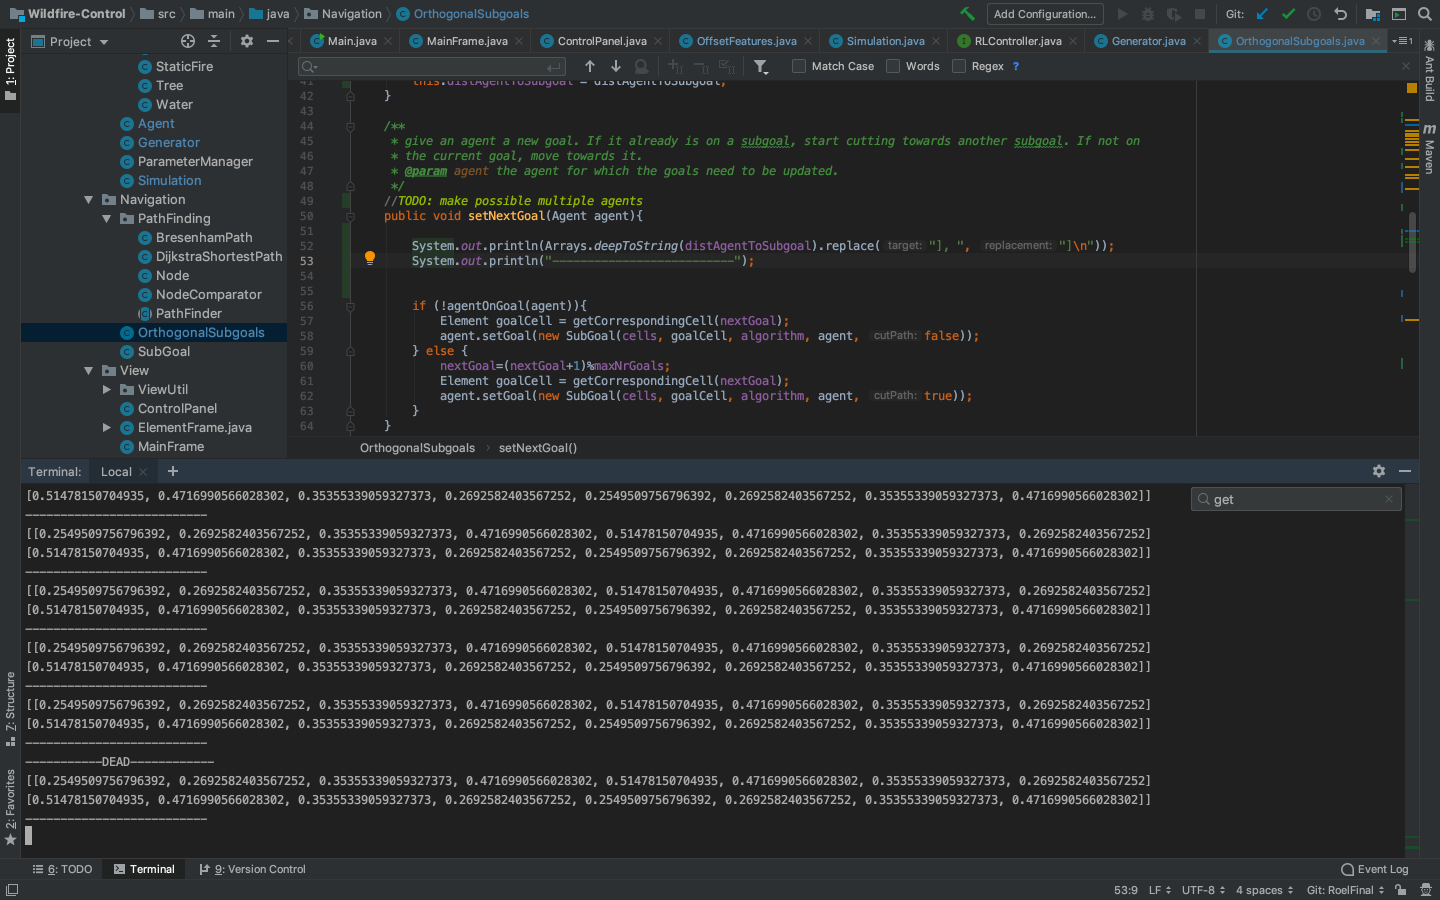 Wildfire-Control › src › main › java › Navigation › OrthogonalSubgoals
Add Configuration...
Git:
1: Project
Project
Main.java
MainFrame.java
ControlPanel.java
OffsetFeatures.java
Simulation.java
RLController.java
Generator.java
OrthogonalSubgoals.java
Match Case
Words
Regex
?
StaticFire
Tree
Water
Agent
Generator
ParameterManager
Simulation
Navigation
PathFinding
BresenhamPath
DijkstraShortestPath
Node
NodeComparator
PathFinder
OrthogonalSubgoals
SubGoal
View
ViewUtil
ControlPanel
ElementFrame.java
MainFrame
41 this.distAgentToSubgoal = distAgentToSubgoal;
42 }
43
44 /**
45 * give an agent a new goal. If it already is on a subgoal, start cutting towards another subgoal. If not on
46 * the current goal, move towards it.
47 * @param agent the agent for which the goals need to be updated.
48 */
49 //TODO: make possible multiple agents
50 public void setNextGoal(Agent agent){
51
52 System.out.println(Arrays.deepToString(distAgentToSubgoal).replace( target: "], ", replacement: "]\n"));
53 System.out.println("--------------------------");
54
55
56 if (!agentOnGoal(agent)){
57 Element goalCell = getCorrespondingCell(nextGoal);
58 agent.setGoal(new SubGoal(cells, goalCell, algorithm, agent, cutPath: false));
59 } else {
60 nextGoal=(nextGoal+1)%maxNrGoals;
61 Element goalCell = getCorrespondingCell(nextGoal);
62 agent.setGoal(new SubGoal(cells, goalCell, algorithm, agent, cutPath: true));
63 }
64 }
OrthogonalSubgoals › setNextGoal()
Ant Build
Maven
Terminal: Local
get
[0.51478150704935, 0.4716990566028302, 0.35355339059327373, 0.2692582403567252, 0.2549509756796392, 0.2692582403567252, 0.35355339059327373, 0.4716990566028302]]
--------------------------
[[0.2549509756796392, 0.2692582403567252, 0.35355339059327373, 0.4716990566028302, 0.51478150704935, 0.4716990566028302, 0.35355339059327373, 0.2692582403567252]
[0.51478150704935, 0.4716990566028302, 0.35355339059327373, 0.2692582403567252, 0.2549509756796392, 0.2692582403567252, 0.35355339059327373, 0.4716990566028302]]
--------------------------
[[0.2549509756796392, 0.2692582403567252, 0.35355339059327373, 0.4716990566028302, 0.51478150704935, 0.4716990566028302, 0.35355339059327373, 0.2692582403567252]
[0.51478150704935, 0.4716990566028302, 0.35355339059327373, 0.2692582403567252, 0.2549509756796392, 0.2692582403567252, 0.35355339059327373, 0.4716990566028302]]
--------------------------
[[0.2549509756796392, 0.2692582403567252, 0.35355339059327373, 0.4716990566028302, 0.51478150704935, 0.4716990566028302, 0.35355339059327373, 0.2692582403567252]
[0.51478150704935, 0.4716990566028302, 0.35355339059327373, 0.2692582403567252, 0.2549509756796392, 0.2692582403567252, 0.35355339059327373, 0.4716990566028302]]
--------------------------
[[0.2549509756796392, 0.2692582403567252, 0.35355339059327373, 0.4716990566028302, 0.51478150704935, 0.4716990566028302, 0.35355339059327373, 0.2692582403567252]
[0.51478150704935, 0.4716990566028302, 0.35355339059327373, 0.2692582403567252, 0.2549509756796392, 0.2692582403567252, 0.35355339059327373, 0.4716990566028302]]
--------------------------
-----------DEAD------------
[[0.2549509756796392, 0.2692582403567252, 0.35355339059327373, 0.4716990566028302, 0.51478150704935, 0.4716990566028302, 0.35355339059327373, 0.2692582403567252]
[0.51478150704935, 0.4716990566028302, 0.35355339059327373, 0.2692582403567252, 0.2549509756796392, 0.2692582403567252, 0.35355339059327373, 0.4716990566028302]]
--------------------------
7: Structure
2: Favorites
6: TODO
Terminal
9: Version Control
Event Log
53:9 LF UTF-8 4 spaces Git: RoelFinal